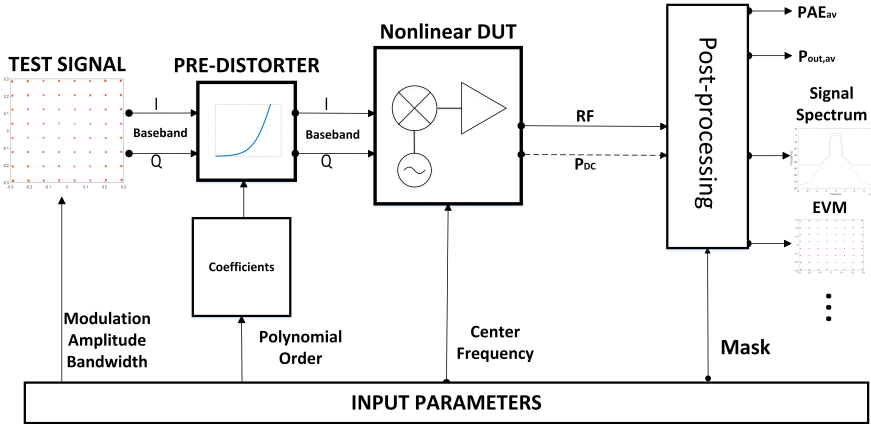 TEST SIGNAL
PRE-DISTORTER
Nonlinear DUT
I
Baseband
Q
I
Baseband
Q
RF
PDC
Post-processing
PAEav
Pout,av
Signal
Spectrum
EVM
Coefficients
Modulation
Amplitude
Bandwidth
Polynomial
Order
Center
Frequency
Mask
INPUT PARAMETERS